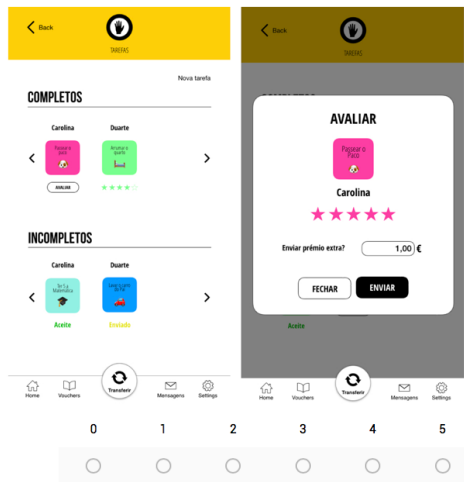 Back
TAREFAS
Nova tarefa
COMPLETOS
Carolina Duarte
Passear o
Paco
Arrumar o
quarto
AVALIAR
INCOMPLETOS
Carolina Duarte
Ter 5 a
Matemática
Aceite Enviado
Home Vouchers Transferir Mensagens Settings
Back
TAREFAS
AVALIAR
Passear o
Paco
Carolina
Enviar prémio extra? 1,00 €
FECHAR ENVIAR
Aceite
Home Vouchers Transferir Mensagens Settings
0 1 2 3 4 5